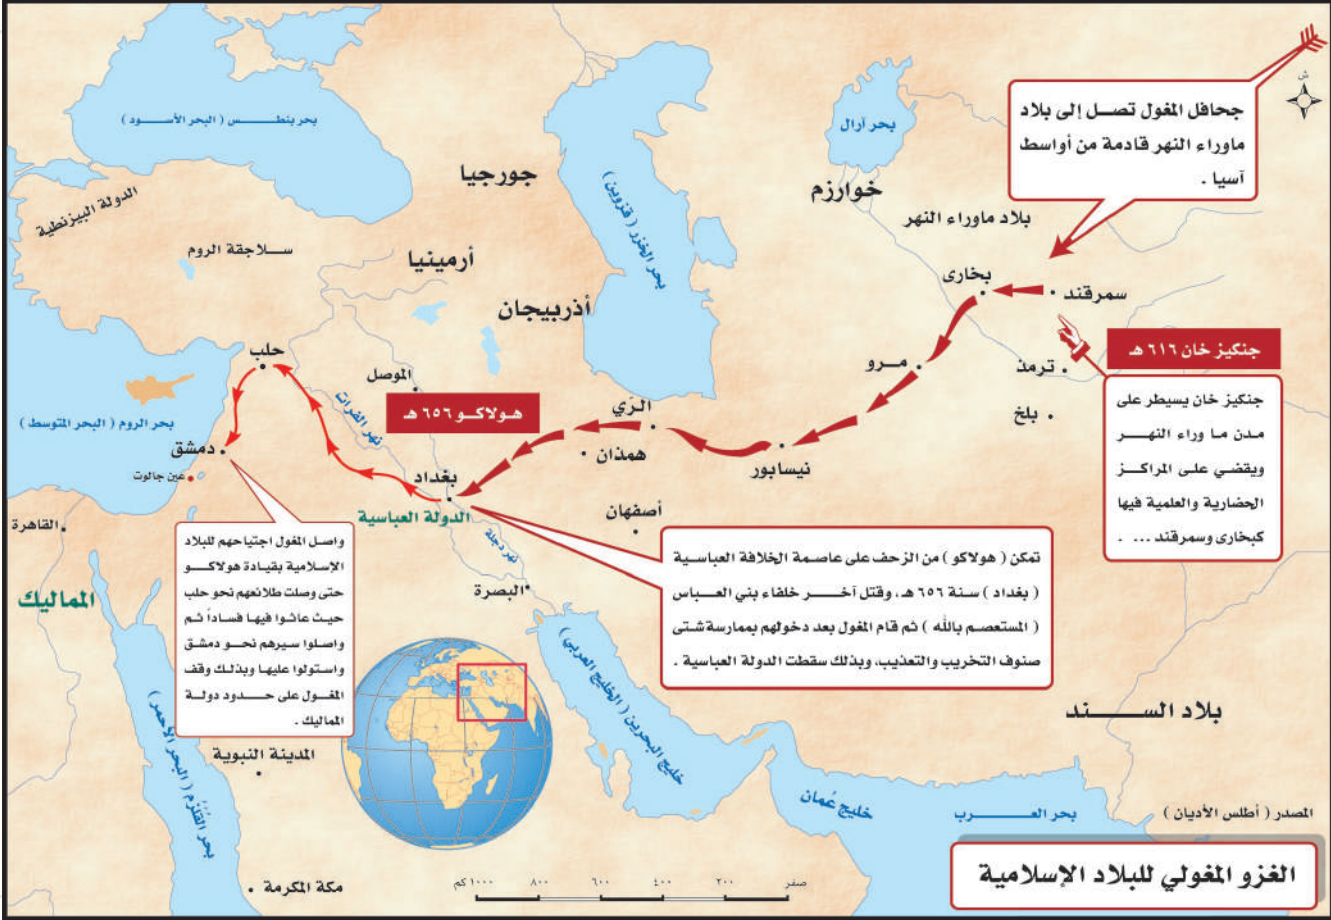 ش
جحافل المغول تصل إلى بلاد
ماوراء النهر قادمة من أواسط
آسيا .
بحر بنطس ( البحر الأسود )
بحر آرال
خوارزم
جورجيا
بحر الخزر ( قزوين )
بلاد ماوراء النهر
الدولة البيزنطية
سلاجقة الروم
أرمينيا
أذربيجان
بخارى
سمرقند
جنكيز خان ٦١٦ هـ
جنكيز خان يسيطر على
مدن ما وراء النهر
ويقضي على المراكز
الحضارية والعلمية فيها
كبخارى وسمرقند ... .
ترمذ
بلخ
مرو
حلب
الموصل
هولاكو ٦٥٦ هـ
الرّي
همذان
نيسابور
نهر الفرات
بحر الروم ( البحر المتوسط )
دمشق
عين جالوت
بغداد
الدولة العباسية
أصفهان
القاهرة
المماليك
نهر دجلة
البصرة
تمكن ( هولاكو ) من الزحف على عاصمة الخلافة العباسية
( بغداد ) سنة ٦٥٦ هـ ، وقتل آخر خلفاء بني العباس
( المستعصم بالله ) ثم قام المغول بعد دخولهم بممارسة شتى
صنوف التخريب والتعذيب، وبذلك سقطت الدولة العباسية .
واصل المغول اجتياحهم للبلاد
الإسلامية بقيادة هولاكو
حتى وصلت طلائعهم نحو حلب
حيث عاثوا فيها فساداً ثم
واصلوا سيرهم نحو دمشق
واستولوا عليها وبذلك وقف
المغول على حدود دولة
المماليك .
المدينة النبوية
بحر القُلْزُم ( البحر الأحمر )
خليج البحرين ( الخليج العربي )
بلاد السند
خليج عُمان
بحر العرب
المصدر ( أطلس الأديان )
مكة المكرمة
صفر ٢٠٠ ٤٠٠ ٦٠٠ ٨٠٠ ١٠٠٠ كم
الغزو المغولي للبلاد الإسلامية